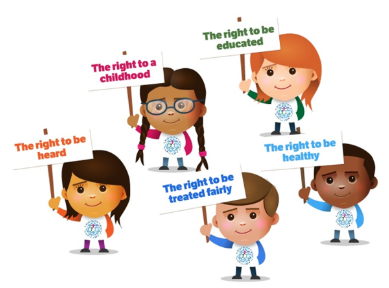 The right to be
educated
The right to a
childhood
The right to be
heard
The right to be
healthy
The right to be
treated fairly